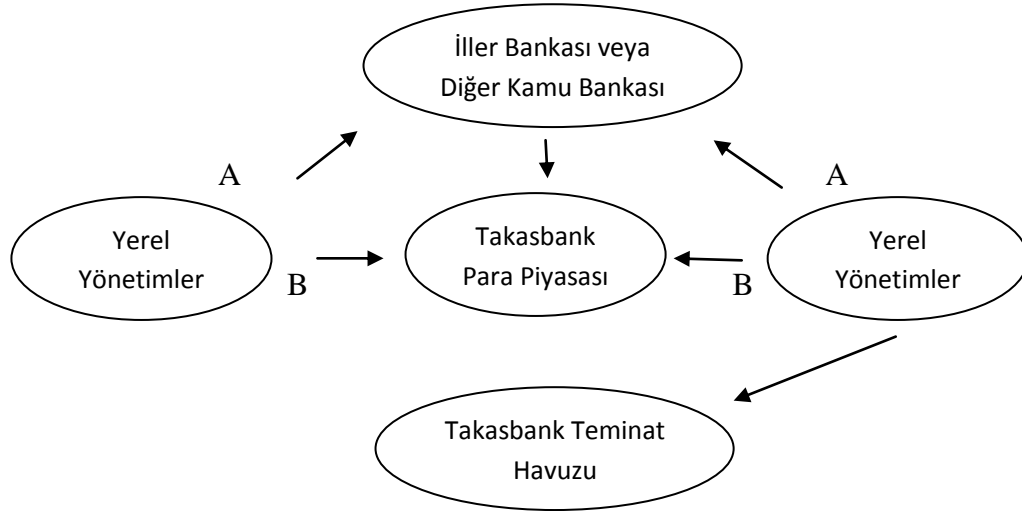 İller Bankası veya
Diğer Kamu Bankası
A
A
Yerel
Yönetimler
Takasbank
Para Piyasası
Yerel
Yönetimler
B
B
Takasbank Teminat
Havuzu